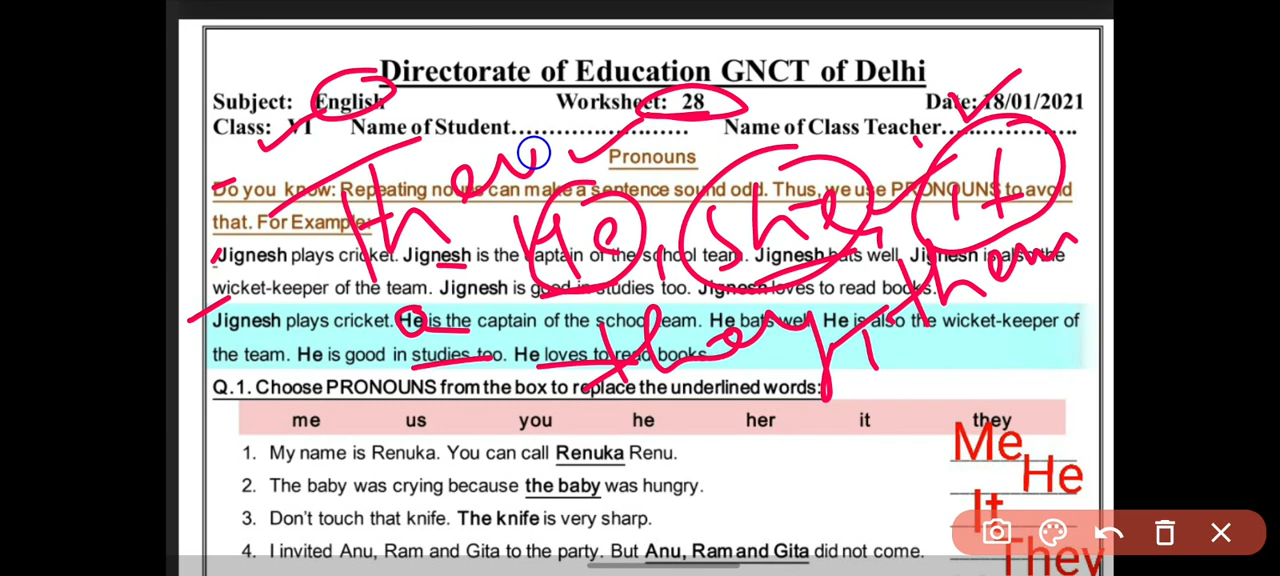 Directorate of Education GNCT of Delhi
Subject: English Worksheet: 28 Date: 18/01/2021
Class: VI Name of Student........................ Name of Class Teacher..................
Pronouns
Do you know: Repeating nouns can make a sentence sound odd. Thus, we use PRONOUNS to avoid
that. For Example:
Jignesh plays cricket. Jignesh is the captain of the school team. Jignesh bats well. Jignesh is also the
wicket-keeper of the team. Jignesh is good in studies too. Jignesh loves to read books.
Jignesh plays cricket. He is the captain of the school team. He bats well. He is also the wicket-keeper of
the team. He is good in studies too. He loves to read books.
He, She, it
they, them
Q.1. Choose PRONOUNS from the box to replace the underlined words:
me us you he her it they
1. My name is Renuka. You can call Renuka Renu. Me
2. The baby was crying because the baby was hungry. He
3. Don't touch that knife. The knife is very sharp. It
4. I invited Anu, Ram and Gita to the party. But Anu, Ram and Gita did not come. They